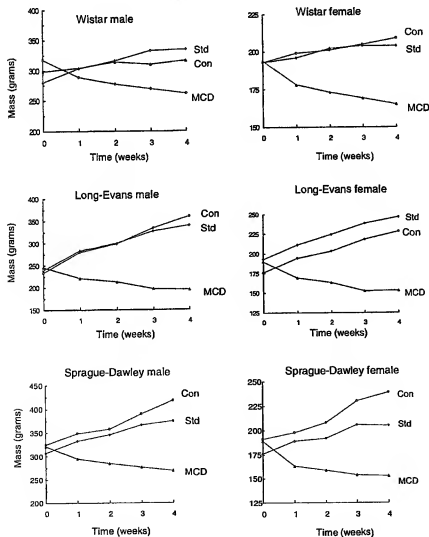 Wistar male
Mass (grams)
400
350
300
250
200
Std
Con
MCD
0 1 2 3 4
Time (weeks)
Wistar female
225
200
175
150
Con
Std
MCD
0 1 2 3 4
Time (weeks)
Long-Evans male
Mass (grams)
400
350
300
250
200
150
Con
Std
MCD
0 1 2 3 4
Time (weeks)
Long-Evans female
250
225
200
175
150
125
Std
Con
MCD
0 1 2 3 4
Time (weeks)
Sprague-Dawley male
Mass (grams)
450
400
350
300
250
200
Con
Std
MCD
0 1 2 3 4
Time (weeks)
Sprague-Dawley female
250
225
200
175
150
125
Con
Std
MCD
0 1 2 3 4
Time (weeks)